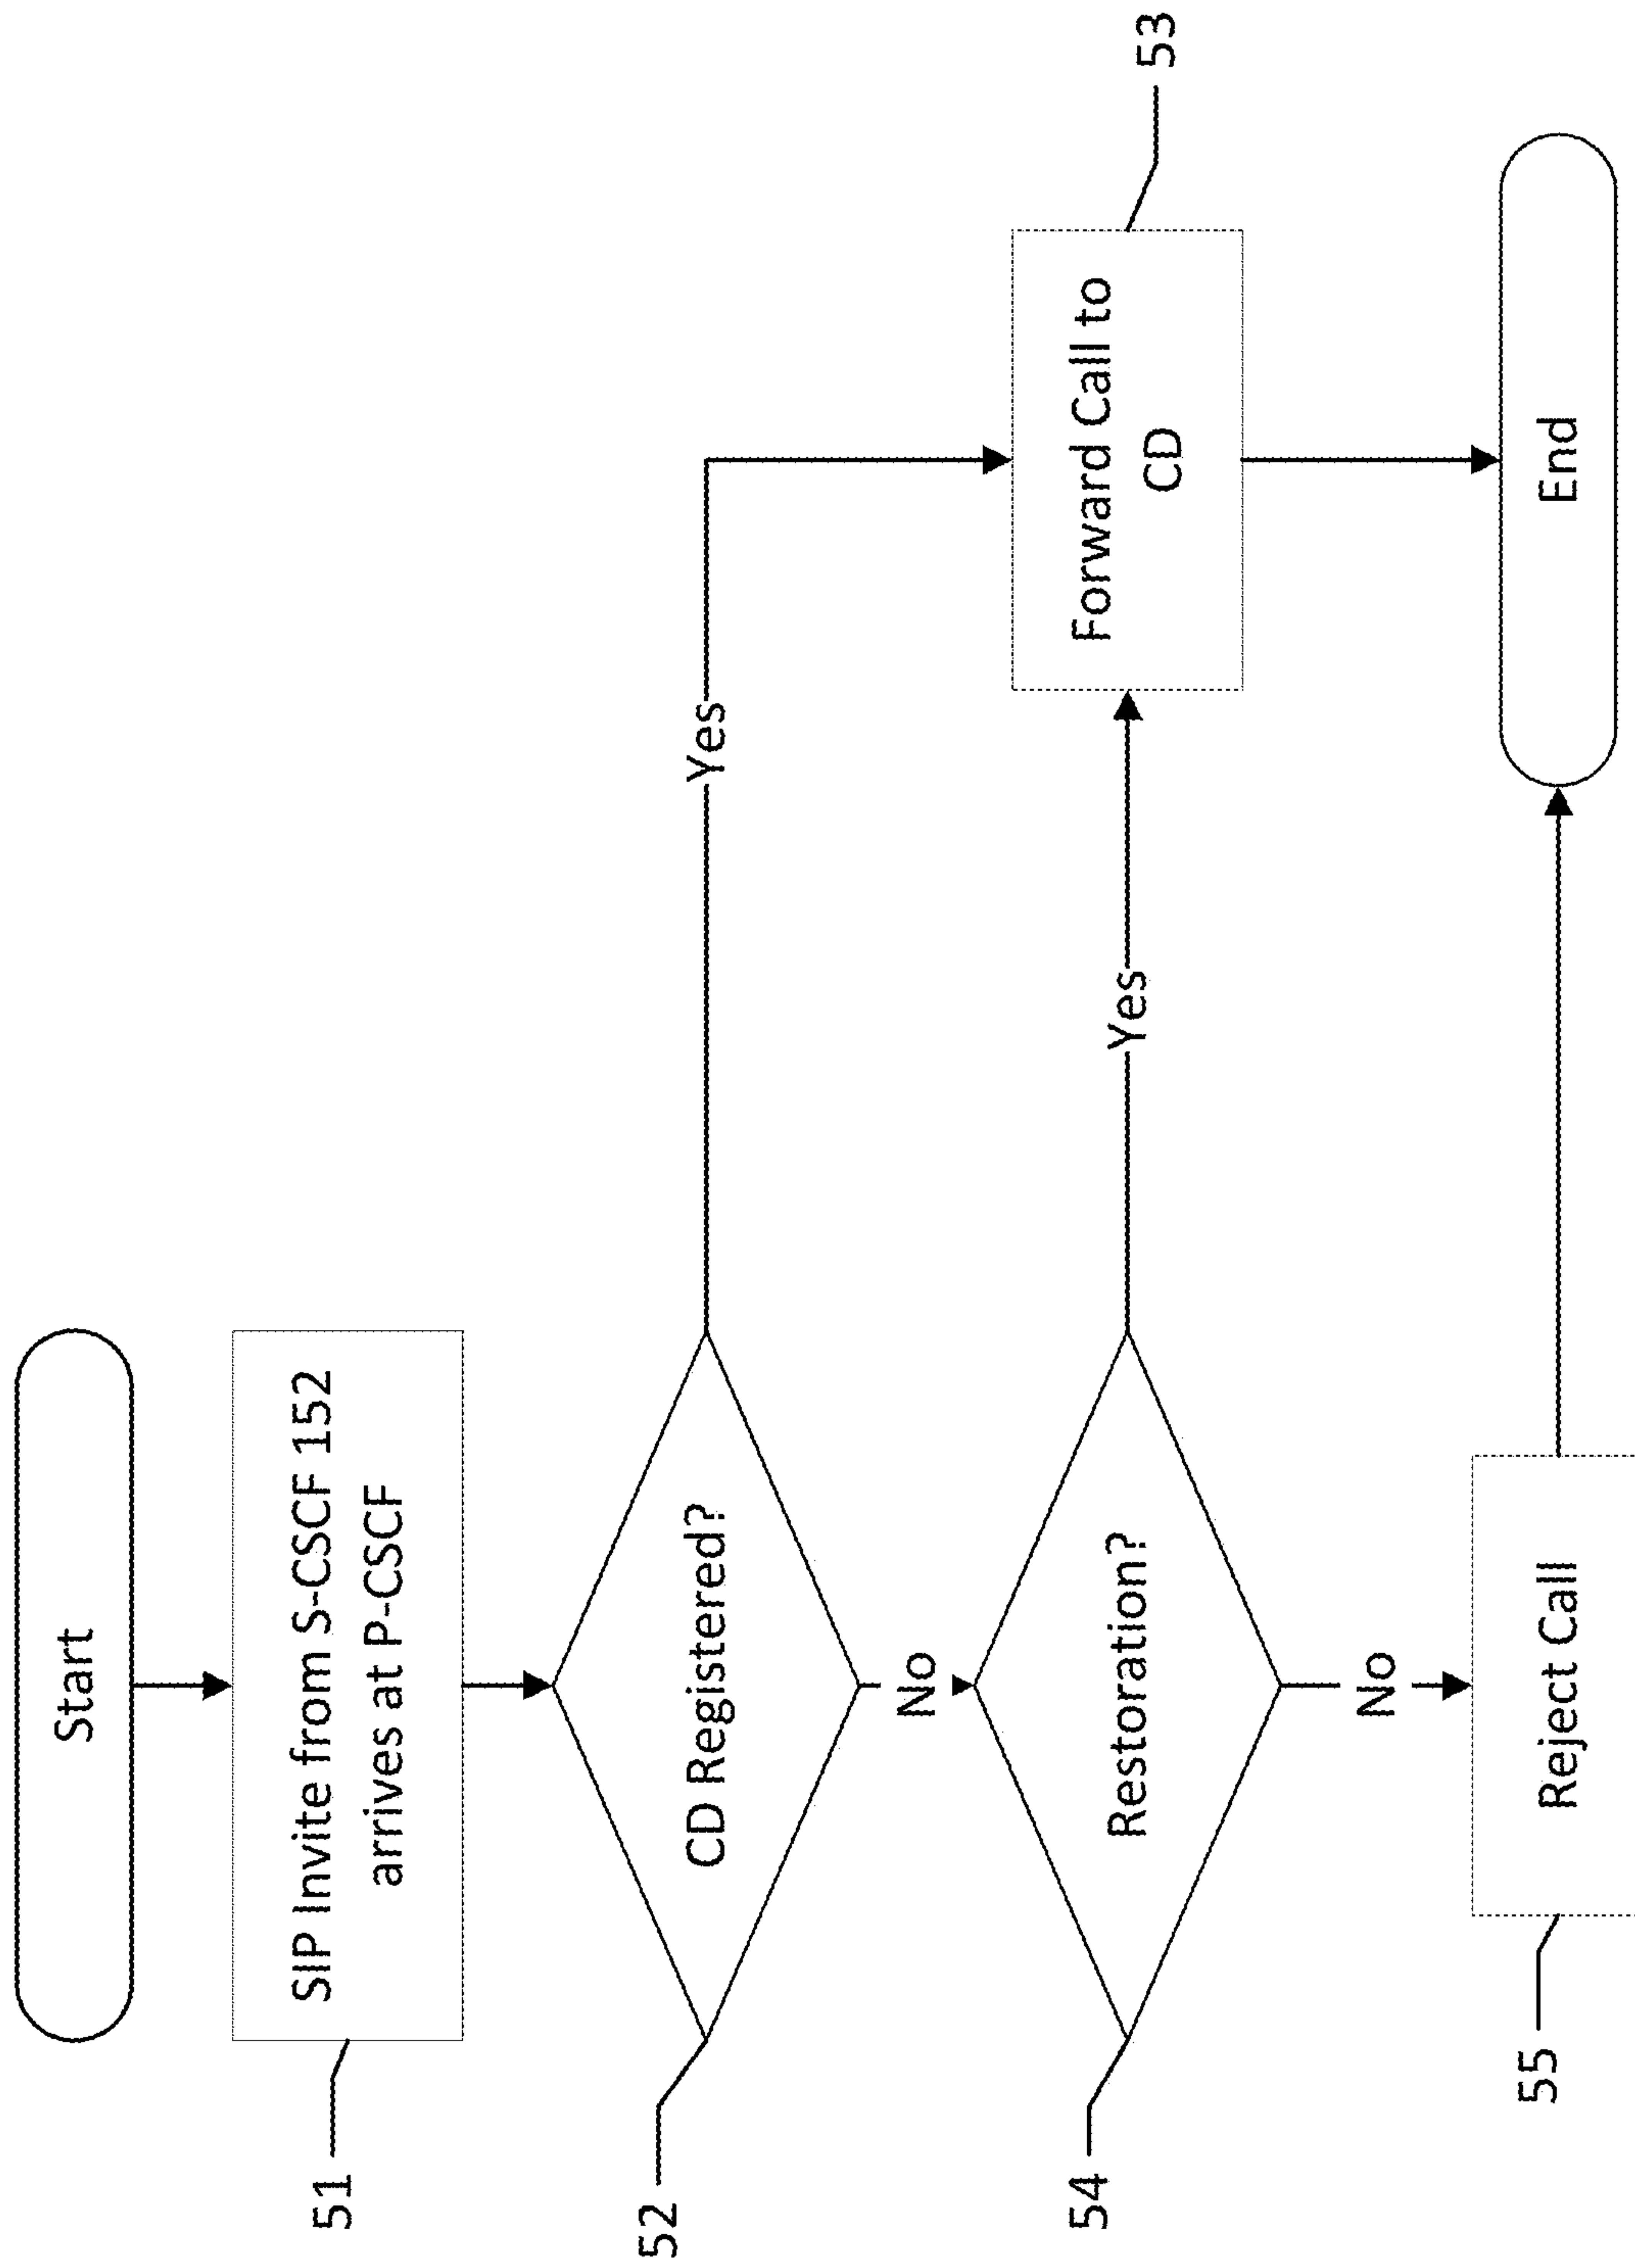 Start
SIP Invite from S-CSCF 152
arrives at P-CSCF
51
CD Registered?
52
Yes
No
Restoration?
54
Yes
Forward Call to
CD
53
No
Reject Call
55
End